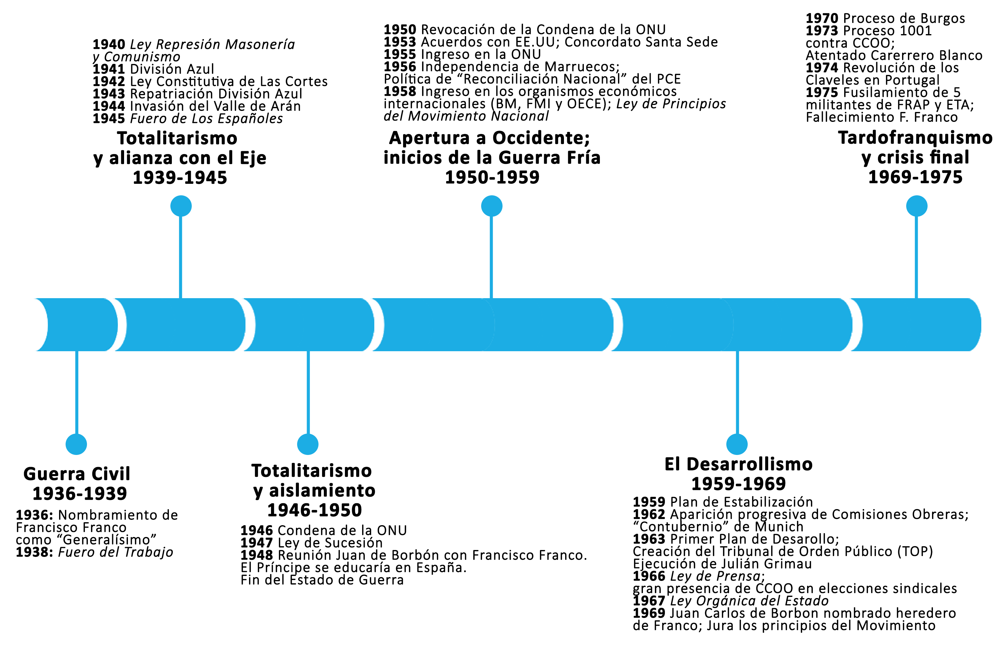 1940 Ley Represión Masonería
y Comunismo
1941 División Azul
1942 Ley Constitutiva de Las Cortes
1943 Repatriación División Azul
1944 Invasión del Valle de Arán
1945 Fuero de Los Españoles
Totalitarismo
y alianza con el Eje
1939-1945
1950 Revocación de la Condena de la ONU
1953 Acuerdos con EE.UU; Concordato Santa Sede
1955 Ingreso en la ONU
1956 Independencia de Marruecos;
Política de “Reconciliación Nacional” del PCE
1958 Ingreso en los organismos económicos
internacionales (BM, FMI y OECE); Ley de Principios
del Movimiento Nacional
Apertura a Occidente;
inicios de la Guerra Fría
1950-1959
1970 Proceso de Burgos
1973 Proceso 1001
contra CCOO;
Atentado Carerrero Blanco
1974 Revolución de los
Claveles en Portugal
1975 Fusilamiento de 5
militantes de FRAP y ETA;
Fallecimiento F. Franco
Tardofranquismo
y crisis final
1969-1975
Guerra Civil
1936-1939
1936: Nombramiento de
Francisco Franco
como “Generalísimo”
1938: Fuero del Trabajo
Totalitarismo
y aislamiento
1946-1950
1946 Condena de la ONU
1947 Ley de Sucesión
1948 Reunión Juan de Borbón con Francisco Franco.
El Príncipe se educaría en España.
Fin del Estado de Guerra
El Desarrollismo
1959-1969
1959 Plan de Estabilización
1962 Aparición progresiva de Comisiones Obreras;
“Contubernio” de Munich
1963 Primer Plan de Desarollo;
Creación del Tribunal de Orden Público (TOP)
Ejecución de Julián Grimau
1966 Ley de Prensa;
gran presencia de CCOO en elecciones sindicales
1967 Ley Orgánica del Estado
1969 Juan Carlos de Borbon nombrado heredero
de Franco; Jura los principios del Movimiento